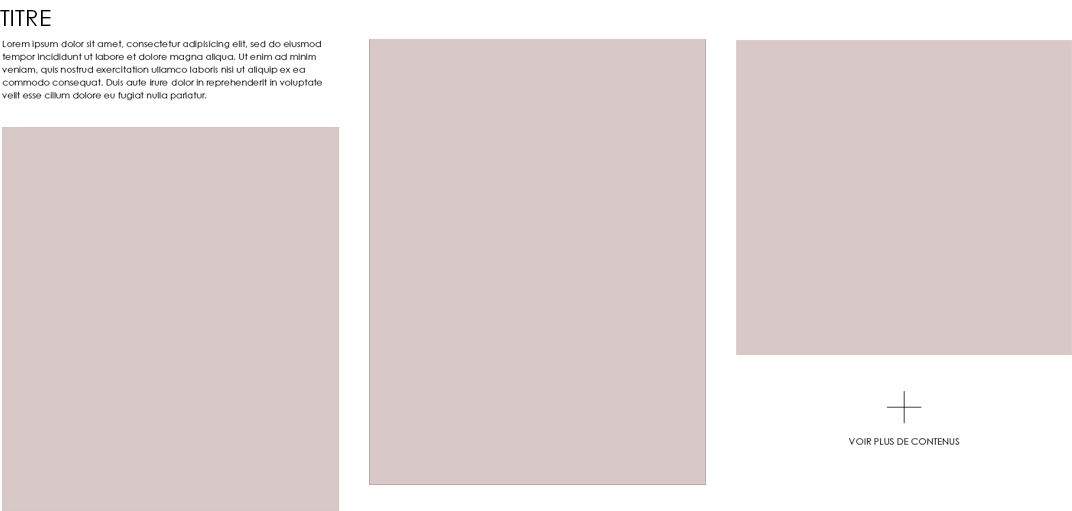 TITRE
Lorem ipsum dolor sit amet, consectetur adipisicing elit, sed do eiusmod
tempor incididunt ut labore et dolore magna aliqua. Ut enim ad minim
veniam, quis nostrud exercitation ullamco laboris nisi ut aliquip ex ea
commodo consequat. Duis aute irure dolor in reprehenderit in voluptate
velit esse cillum dolore eu fugiat nulla pariatur.
VOIR PLUS DE CONTENUS